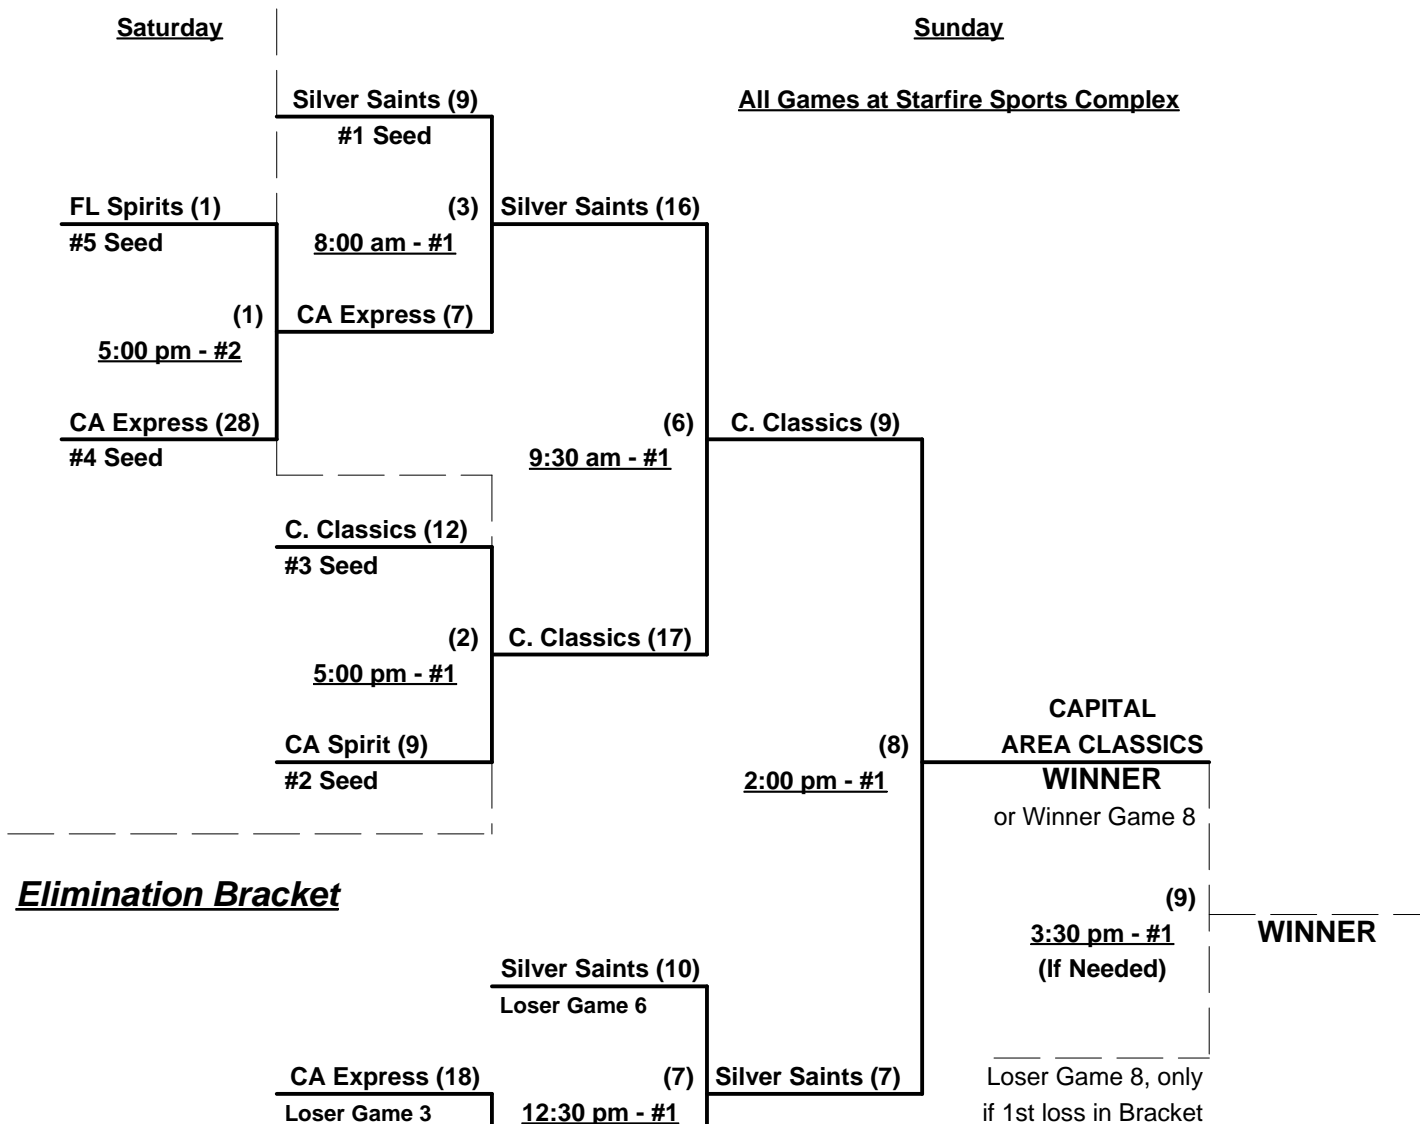 Saturday
Sunday
Silver Saints (9)
All Games at Starfire Sports Complex
#1 Seed
FL Spirits (1)
(3)
Silver Saints (16)
#5 Seed
8:00 am - #1
(1)
CA Express (7)
5:00 pm - #2
CA Express (28)
(6)
C. Classics (9)
#4 Seed
9:30 am - #1
C. Classics (12)
#3 Seed
(2)
C. Classics (17)
5:00 pm - #1
CAPITAL
AREA CLASSICS
CA Spirit (9)
(8)
WINNER
#2 Seed
2:00 pm - #1
or Winner Game 8
Elimination Bracket
(9)
3:30 pm - #1
WINNER
(If Needed)
Silver Saints (10)
Loser Game 6
CA Express (18)
(7)
Silver Saints (7)
Loser Game 8, only
Loser Game 3
12:30 pm - #1
if 1st loss in Bracket